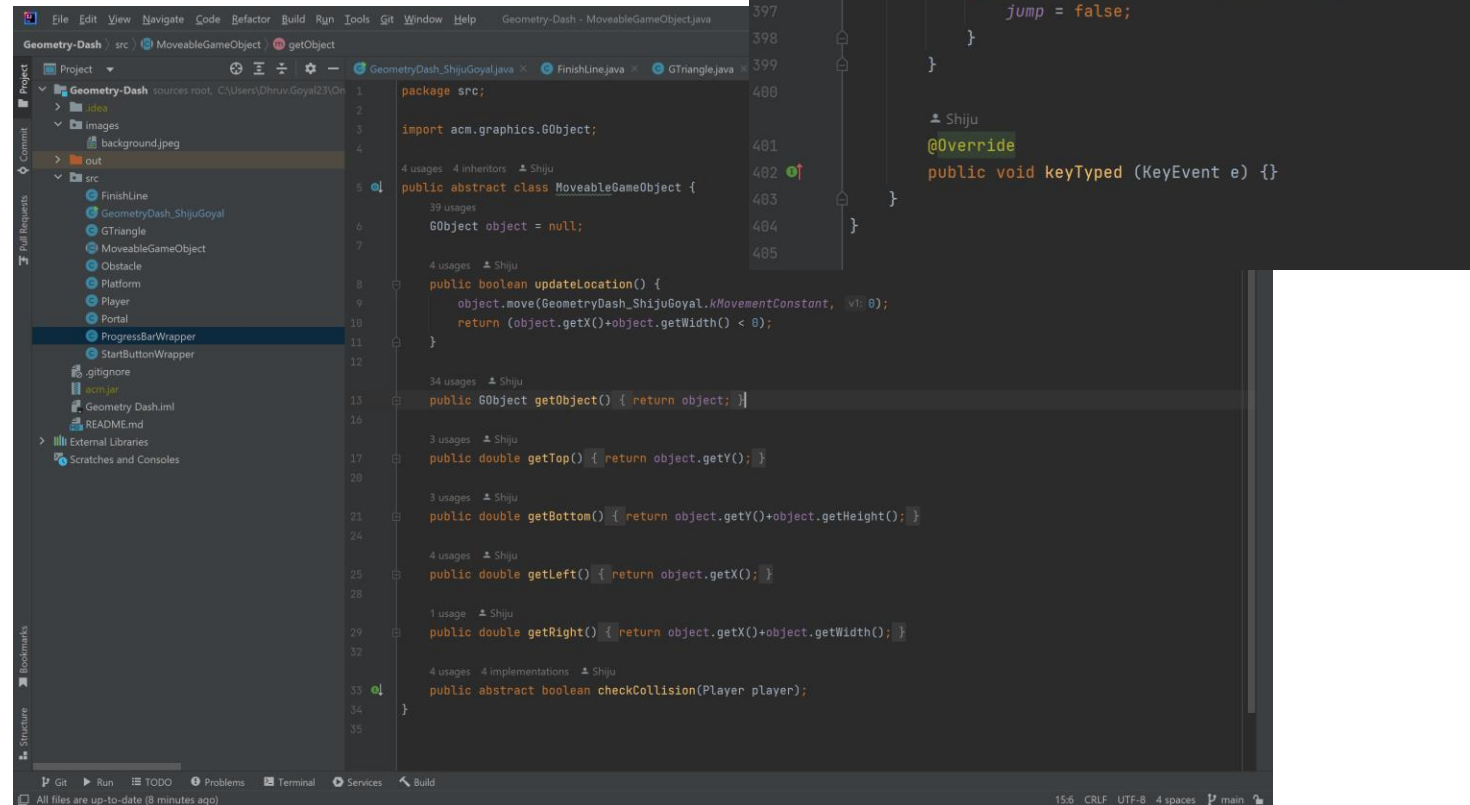 File Edit View Navigate Code Refactor Build Run Tools Git Window Help Geometry-Dash - MoveableGameObject.java
Geometry-Dash src MoveableGameObject getObject
Project
Geometry-Dash sources root, C:\Users\Dhruv.Goyal23\On
.idea
images
background.jpeg
out
src
FinishLine
GeometryDash_ShijuGoyal
GTriangle
MoveableGameObject
Obstacle
Platform
Player
Portal
ProgressBarWrapper
StartButtonWrapper
.gitignore
acm.jar
Geometry Dash.iml
README.md
External Libraries
Scratches and Consoles
Project
Commit
Pull Requests
Bookmarks
Structure
GeometryDash_ShijuGoyal.java FinishLine.java GTriangle.java
1 package src;
2
3 import acm.graphics.GObject;
4
4 usages 4 inheritors Shiju
5 public abstract class MoveableGameObject {
39 usages
6 GObject object = null;
7
4 usages Shiju
8 public boolean updateLocation() {
9 object.move(GeometryDash_ShijuGoyal.kMovementConstant, v1: 0);
10 return (object.getX()+object.getWidth() < 0);
11 }
12
34 usages Shiju
13 public GObject getObject() { return object; }
16
3 usages Shiju
17 public double getTop() { return object.getY(); }
20
3 usages Shiju
21 public double getBottom() { return object.getY()+object.getHeight(); }
24
4 usages Shiju
25 public double getLeft() { return object.getX(); }
28
1 usage Shiju
29 public double getRight() { return object.getX()+object.getWidth(); }
32
4 usages 4 implementations Shiju
33 public abstract boolean checkCollision(Player player);
34 }
35
397 jump = false;
398 }
399 }
400
Shiju
401 @Override
402 public void keyTyped (KeyEvent e) {}
403 }
404 }
405
Git Run TODO Problems Terminal Services Build
All files are up-to-date (8 minutes ago) 15:6 CRLF UTF-8 4 spaces main